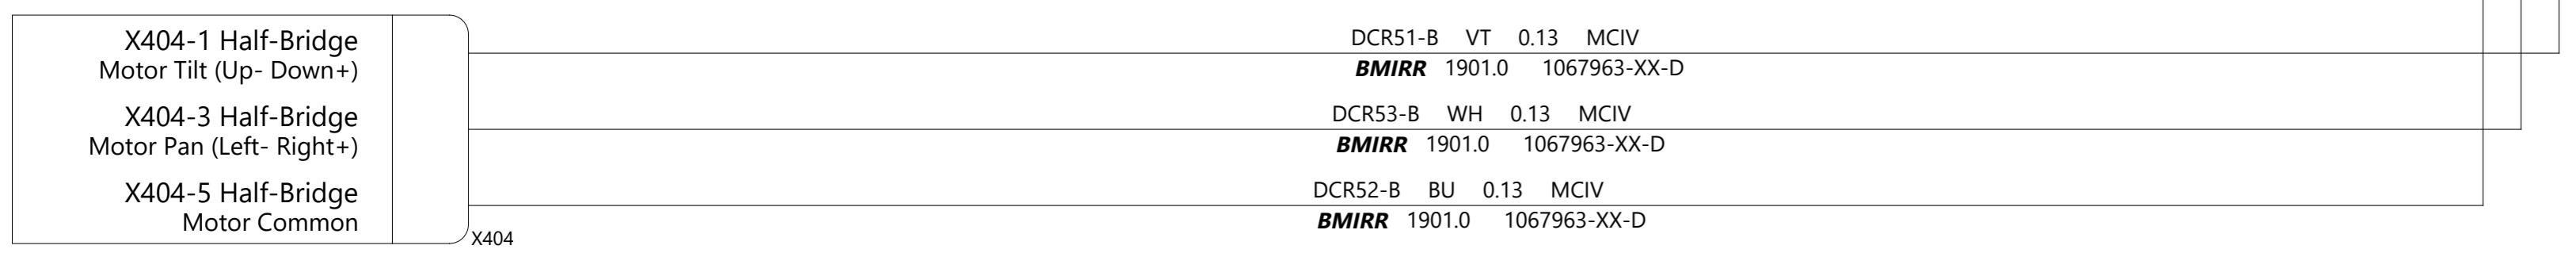 X404-1 Half-Bridge
Motor Tilt (Up- Down+)
DCR51-B VT 0.13 MCIV
BMIRR 1901.0 1067963-XX-D
X404-3 Half-Bridge
Motor Pan (Left- Right+)
DCR53-B WH 0.13 MCIV
BMIRR 1901.0 1067963-XX-D
X404-5 Half-Bridge
Motor Common
DCR52-B BU 0.13 MCIV
BMIRR 1901.0 1067963-XX-D
X404